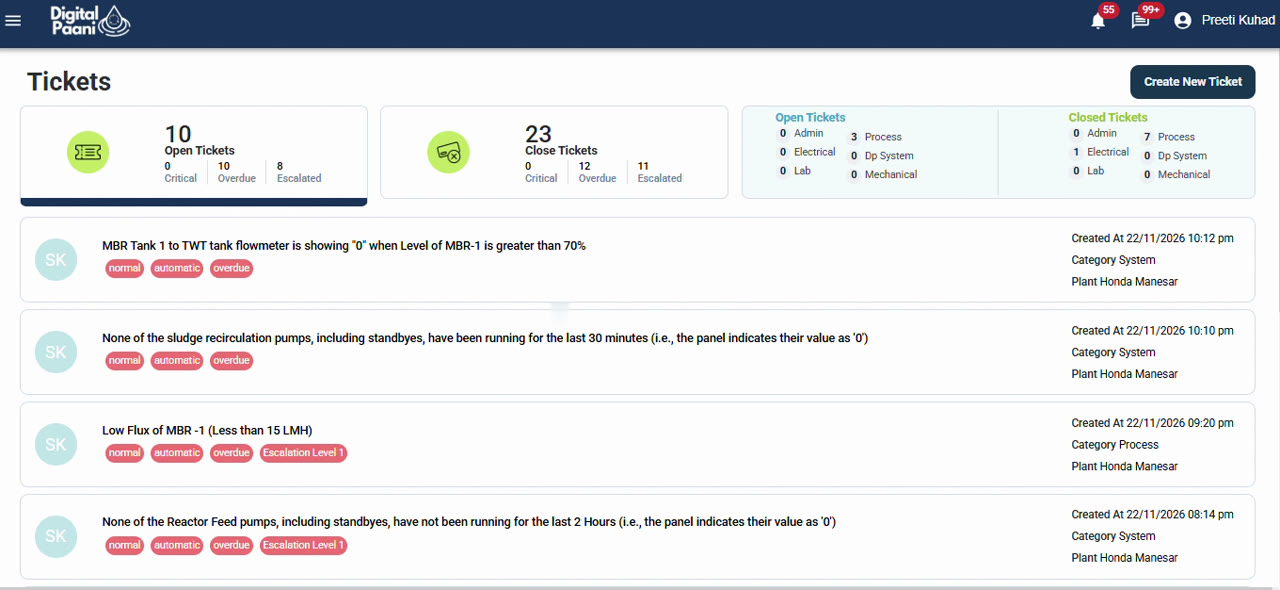 Digital
Paani
55
99+
Preeti Kuhad
Tickets
Create New Ticket
10
Open Tickets
0 10 8
Critical Overdue Escalated
23
Close Tickets
0 12 11
Critical Overdue Escalated
Open Tickets
0 Admin 3 Process
0 Electrical 0 Dp System
0 Lab 0 Mechanical
Closed Tickets
0 Admin 7 Process
1 Electrical 0 Dp System
0 Lab 0 Mechanical
SK
MBR Tank 1 to TWT tank flowmeter is showing "0" when Level of MBR-1 is greater than 70%
normal automatic overdue
Created At 22/11/2026 10:12 pm
Category System
Plant Honda Manesar
SK
None of the sludge recirculation pumps, including standbyes, have been running for the last 30 minutes (i.e., the panel indicates their value as '0')
normal automatic overdue
Created At 22/11/2026 10:10 pm
Category System
Plant Honda Manesar
SK
Low Flux of MBR -1 (Less than 15 LMH)
normal automatic overdue Escalation Level 1
Created At 22/11/2026 09:20 pm
Category Process
Plant Honda Manesar
SK
None of the Reactor Feed pumps, including standbyes, have not been running for the last 2 Hours (i.e., the panel indicates their value as '0')
normal automatic overdue Escalation Level 1
Created At 22/11/2026 08:14 pm
Category System
Plant Honda Manesar